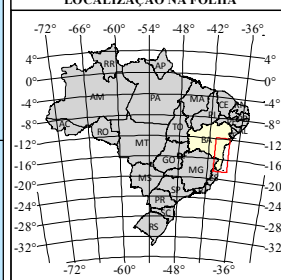 LOCALIZAÇÃO NA FOLHA
-72° -60° -54° -48° -42° -36°
4° RR AP 4°
0° 0°
-4° AM PA MA CE -4°
-8° AC TO -8°
-12° RO MT BA -12°
-16° GO -16°
-20° MS MG -20°
-24° SP -24°
-28° PR SC -28°
-32° RS -32°
-72° -60° -48° -36°